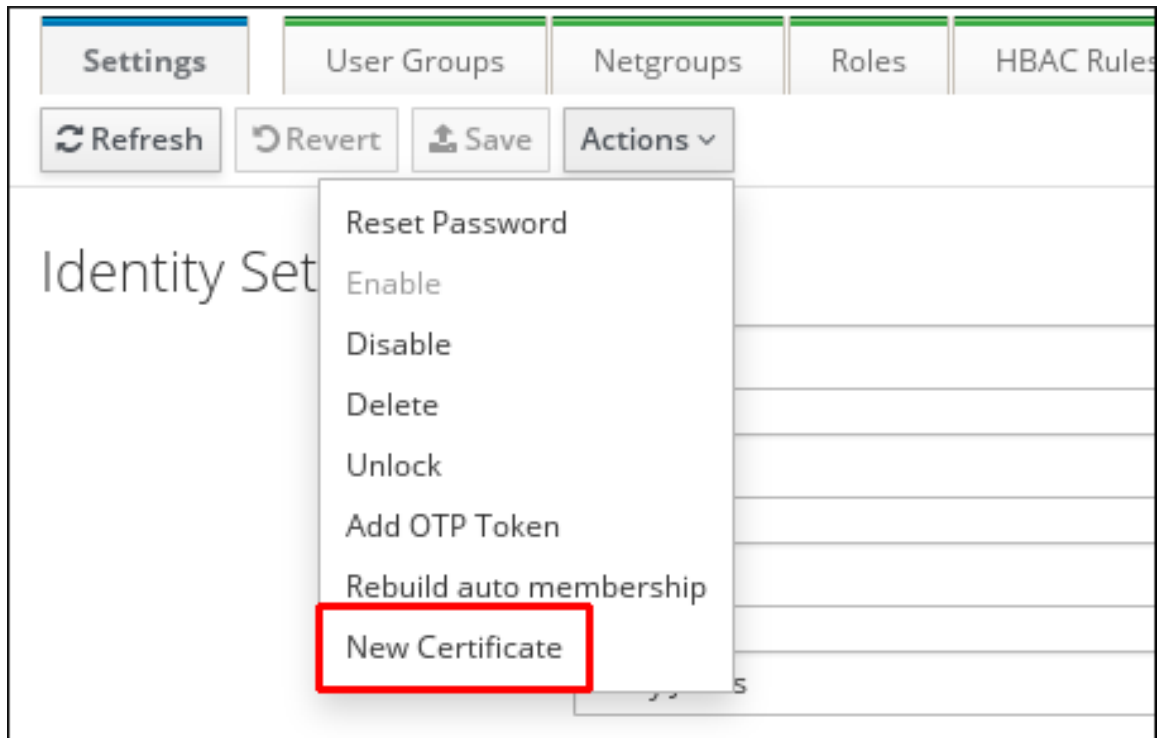 Settings User Groups Netgroups Roles HBAC Rules
Refresh Revert Save Actions
Reset Password
Identity Set
Enable
Disable
Delete
Unlock
Add OTP Token
Rebuild auto membership
New Certificate